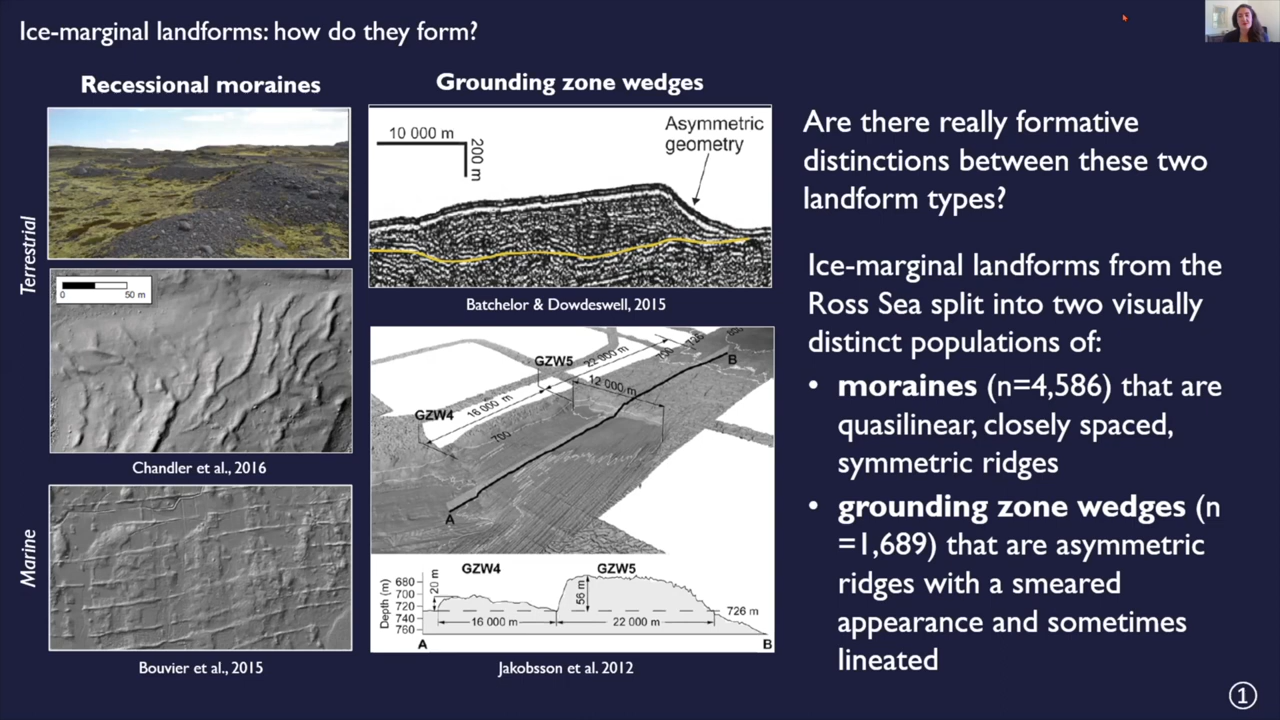 Ice-marginal landforms: how do they form?
Recessional moraines
Terrestrial
0 50 m
Chandler et al., 2016
Marine
Bouvier et al., 2015
Grounding zone wedges
10 000 m
200 m
Asymmetric
geometry
Batchelor & Dowdeswell, 2015
GZW5
22 000 m
700
B
12 000 m
GZW4
16 000 m
700
A
GZW4
GZW5
Depth (m)
680
700
720
740
760
20 m
56 m
726 m
16 000 m
22 000 m
A
B
Jakobsson et al. 2012
Are there really formative
distinctions between these two
landform types?
Ice-marginal landforms from the
Ross Sea split into two visually
distinct populations of:
• moraines (n=4,586) that are
quasilinear, closely spaced,
symmetric ridges
• grounding zone wedges (n
=1,689) that are asymmetric
ridges with a smeared
appearance and sometimes
lineated
1